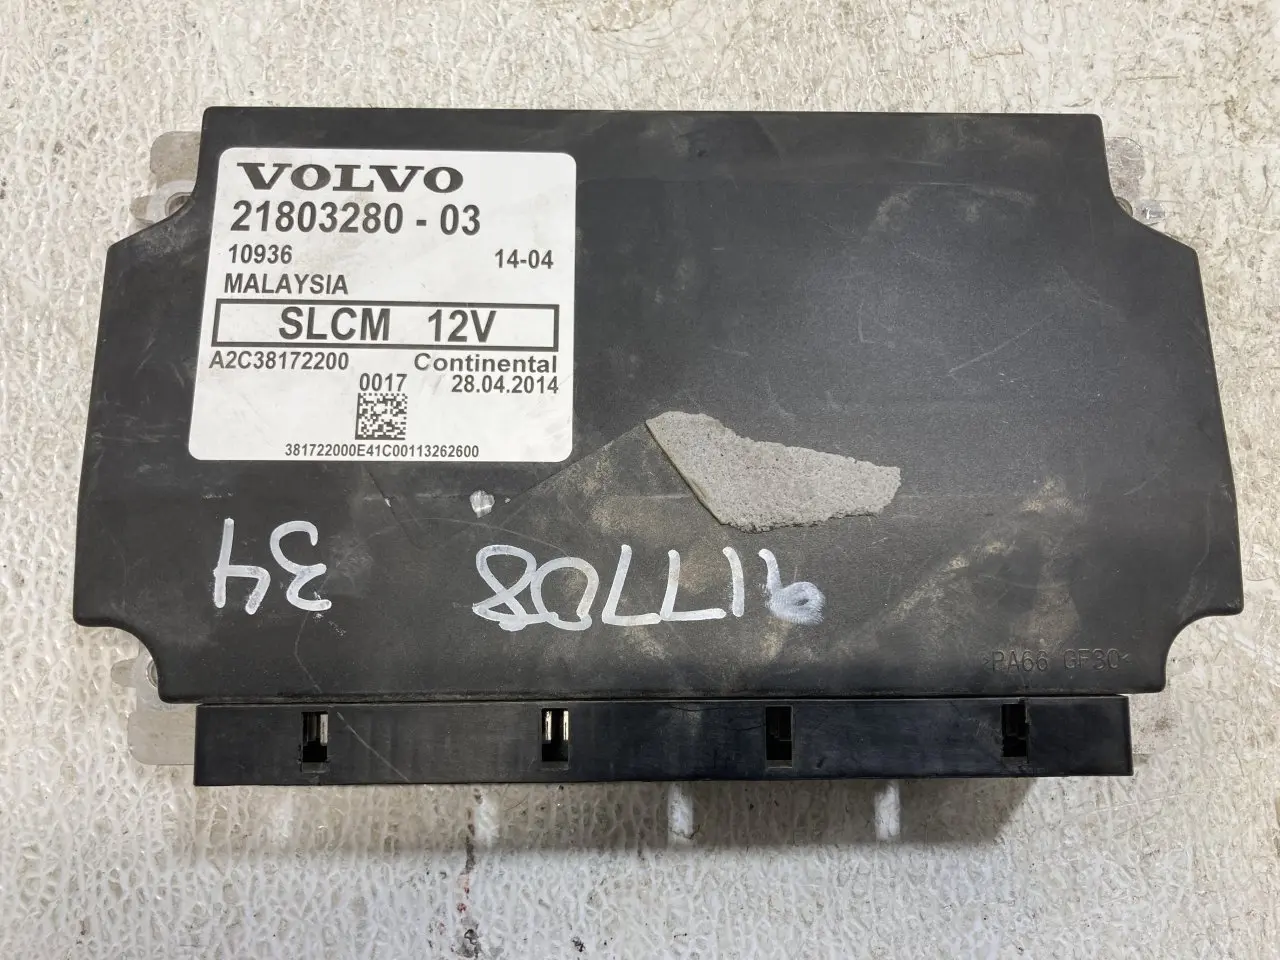 VOLVO
21803280 - 03
10936 14-04
MALAYSIA
SLCM 12V
A2C38172200 Continental
0017 28.04.2014
381722000E41C00113262600
917708 34
>PA66 GF30<